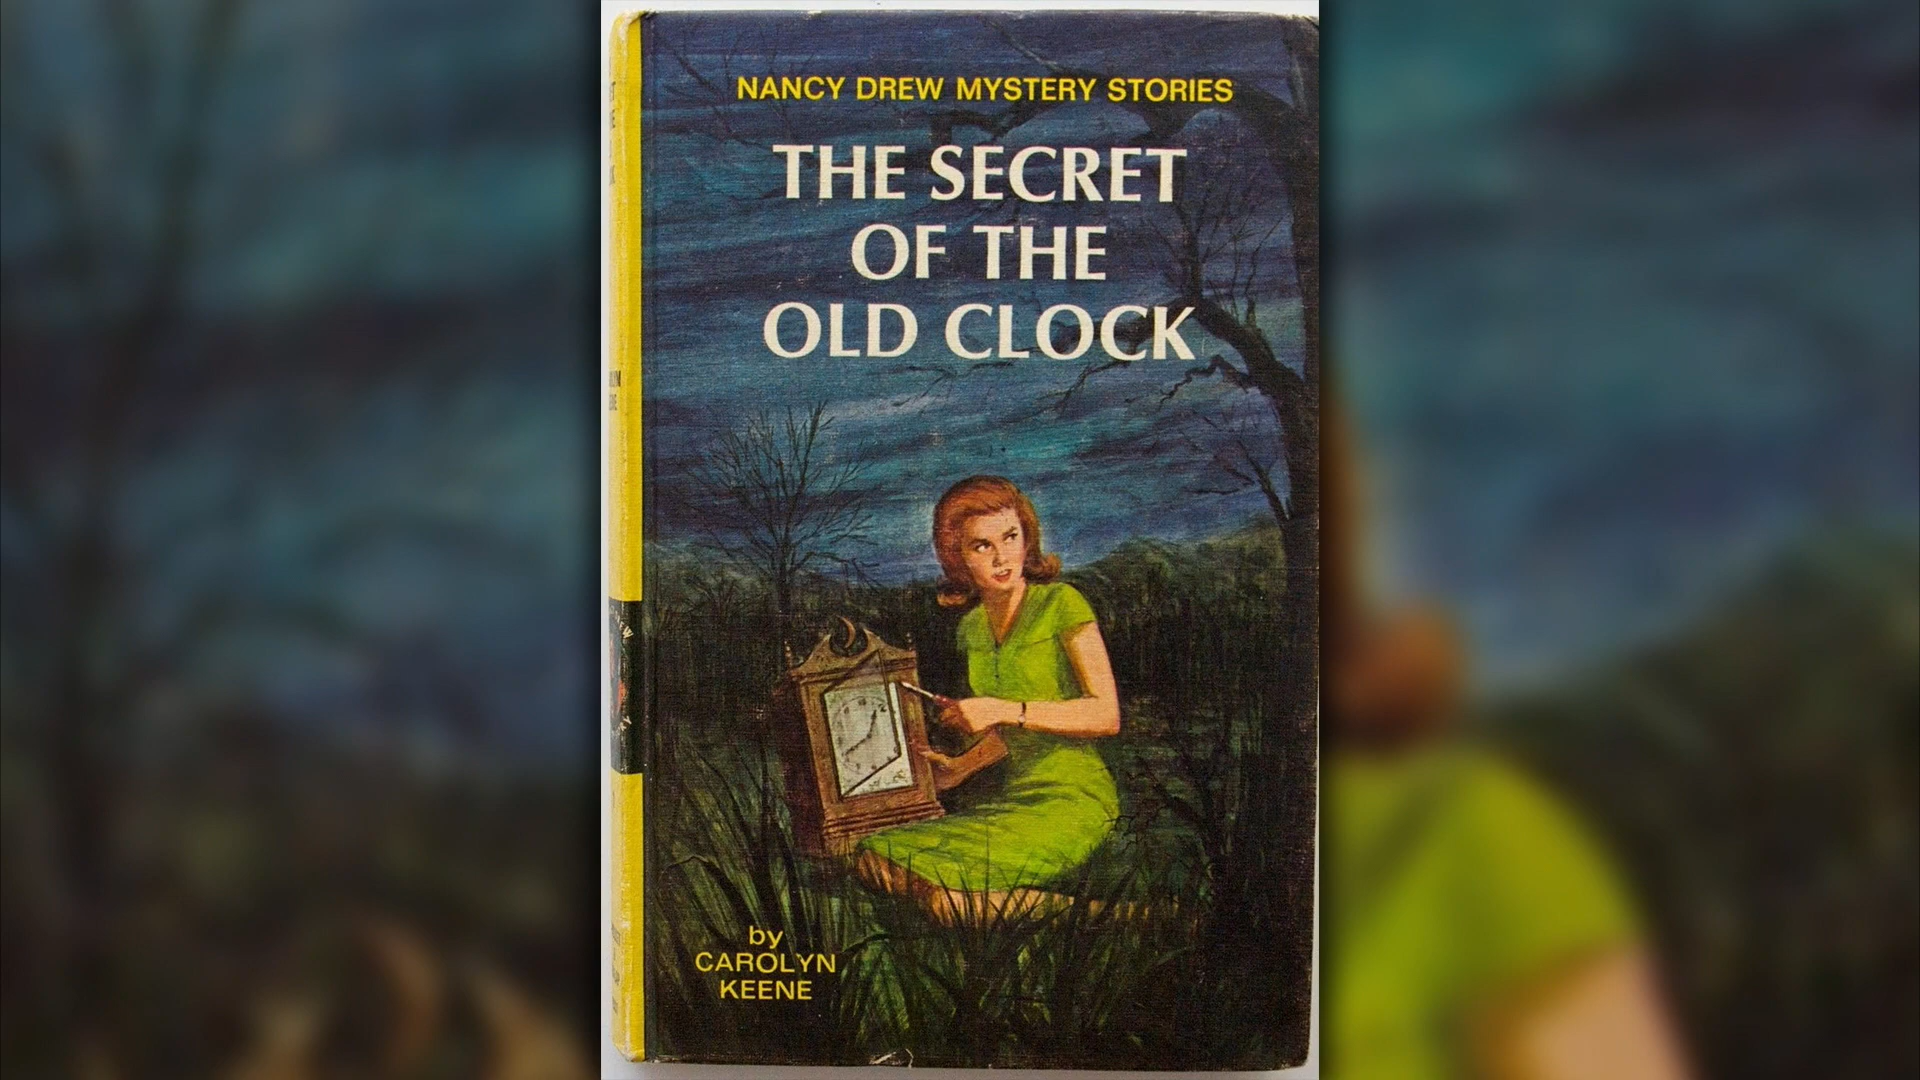 NANCY DREW MYSTERY STORIES
THE SECRET
OF THE
OLD CLOCK
by
CAROLYN
KEENE